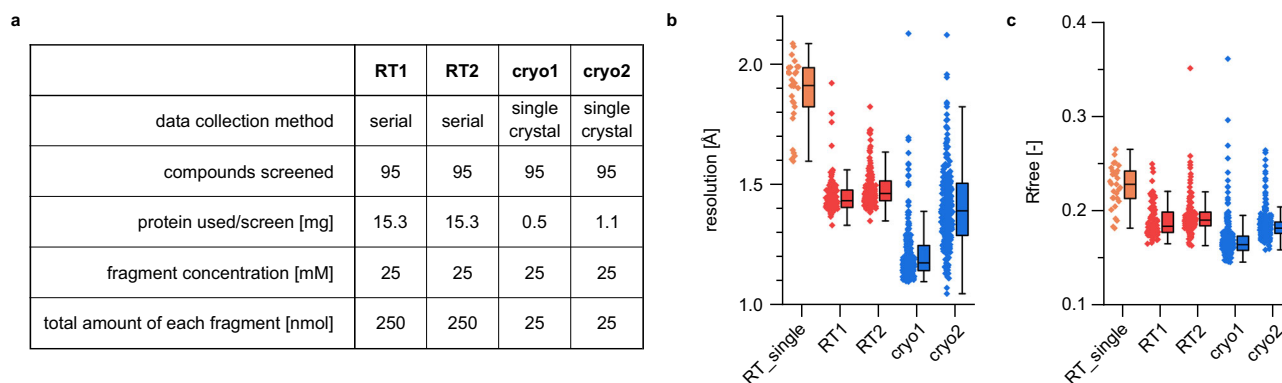 a
RT1 RT2 cryo1 cryo2
data collection method serial serial single crystal single crystal
compounds screened 95 95 95 95
protein used/screen [mg] 15.3 15.3 0.5 1.1
fragment concentration [mM] 25 25 25 25
total amount of each fragment [nmol] 250 250 25 25
b
resolution [Å]
2.0
1.5
1.0
RT_single RT1 RT2 cryo1 cryo2
c
Rfree [-]
0.4
0.3
0.2
0.1
RT_single RT1 RT2 cryo1 cryo2